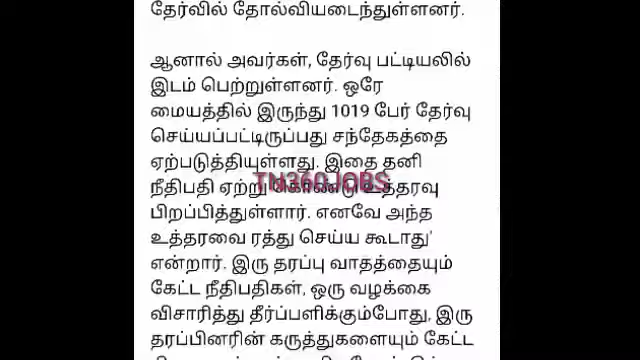 தேர்வில் தோல்வியடைந்துள்ளனர்.
ஆனால் அவர்கள், தேர்வு பட்டியலில்
இடம் பெற்றுள்ளனர். ஒரே
மையத்தில் இருந்து 1019 பேர் தேர்வு
செய்யப்பட்டிருப்பது சந்தேகத்தை
ஏற்படுத்தியுள்ளது. இதை தனி
நீதிபதி ஏற்று உத்தரவு
TN360JOBS
பிறப்பித்துள்ளார். எனவே அந்த
உத்தரவை ரத்து செய்ய கூடாது'
என்றார். இரு தரப்பு வாதத்தையும்
கேட்ட நீதிபதிகள், ஒரு வழக்கை
விசாரித்து தீர்ப்பளிக்கும்போது, இரு
தரப்பினரின் கருத்துகளையும் கேட்ட